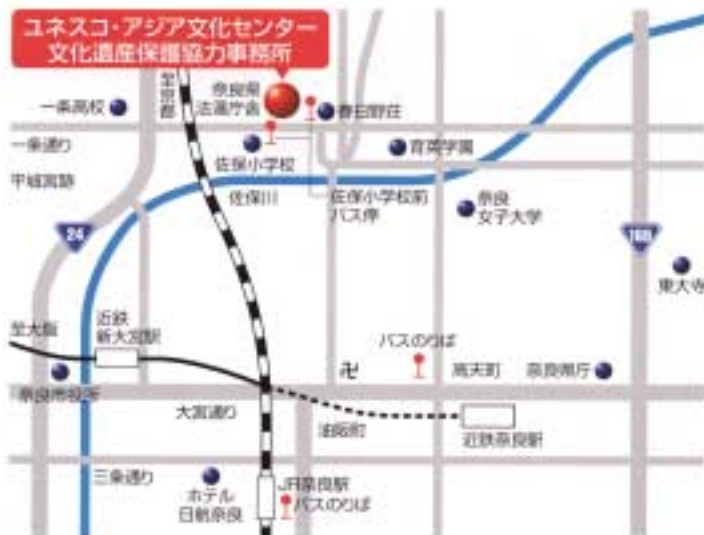 ユネスコ・アジア文化センター
文化遺産保護協力事務所
至京都
奈良県
法蓮庁舎
春日野荘
一条高校
一条通り
佐保小学校
育英学園
平城宮跡
佐保川
佐保小学校前
バス停
奈良
女子大学
24
169
東大寺
至大阪
近鉄
新大宮駅
バスのりば
卍
高天町
奈良県庁
奈良市役所
大宮通り
油阪町
近鉄奈良駅
三条通り
ホテル
日航奈良
JR奈良駅
バスのりば